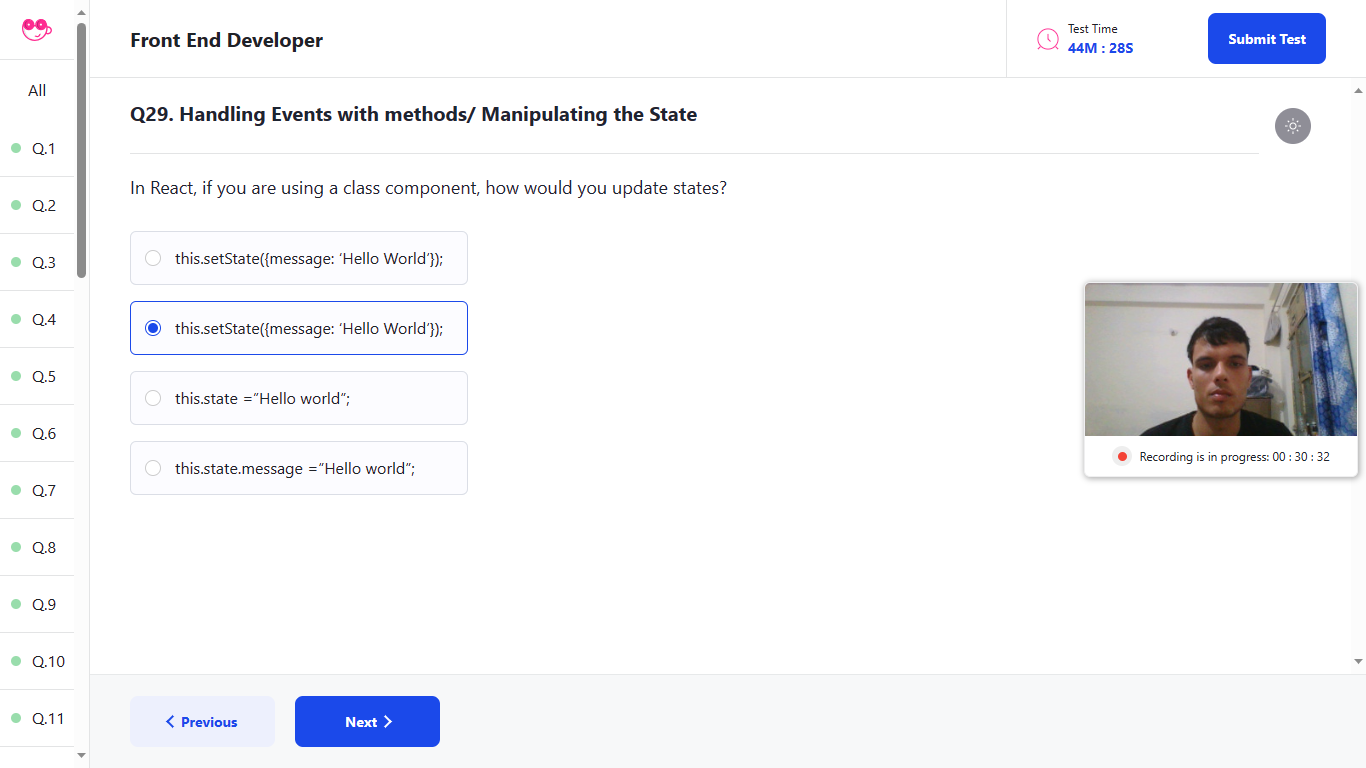 Front End Developer
Test Time
44M : 28S
Submit Test
All
Q.1
Q.2
Q.3
Q.4
Q.5
Q.6
Q.7
Q.8
Q.9
Q.10
Q.11
Q29. Handling Events with methods/ Manipulating the State
In React, if you are using a class component, how would you update states?
this.setState({message: ‘Hello World’});
this.setState({message: ‘Hello World’});
this.state =”Hello world”;
this.state.message =”Hello world”;
Recording is in progress: 00 : 30 : 32
Previous
Next